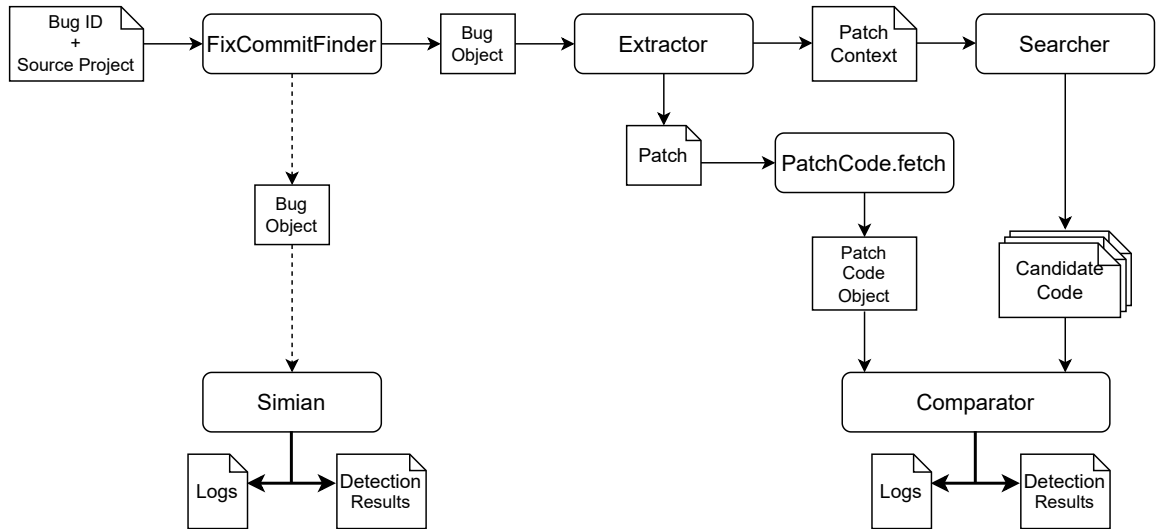 Bug ID
+
Source Project
FixCommitFinder
Bug
Object
Extractor
Patch
Context
Searcher
Patch
PatchCode.fetch
Bug
Object
Patch
Code
Object
Candidate
Code
Simian
Comparator
Logs
Detection
Results
Logs
Detection
Results